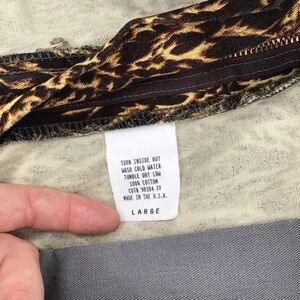 TURN INSIDE OUT
WASH COLD WATER
TUMBLE DRY LOW
100% COTTON
MADE IN THE U.S.A.
LARGE